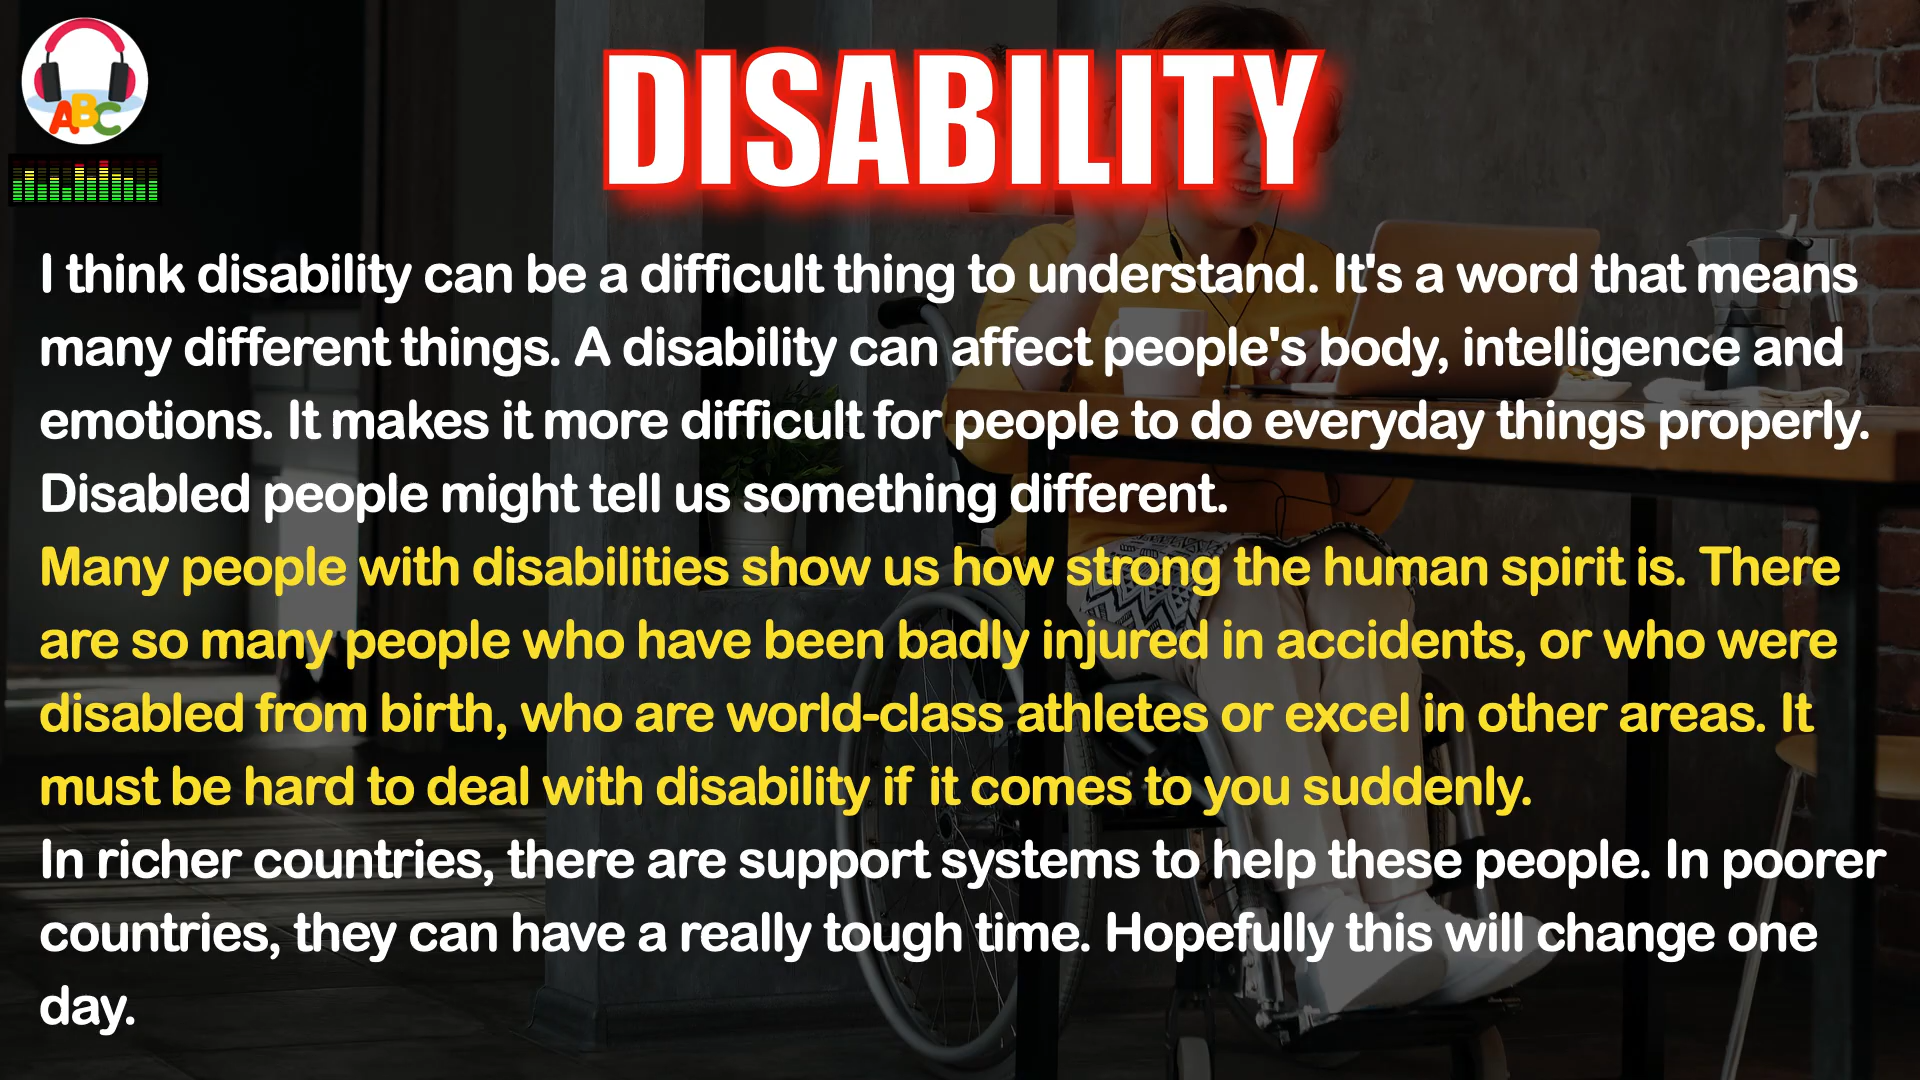 ABC
DISABILITY
I think disability can be a difficult thing to understand. It's a word that means
many different things. A disability can affect people's body, intelligence and
emotions. It makes it more difficult for people to do everyday things properly.
Disabled people might tell us something different.
Many people with disabilities show us how strong the human spirit is. There
are so many people who have been badly injured in accidents, or who were
disabled from birth, who are world-class athletes or excel in other areas. It
must be hard to deal with disability if it comes to you suddenly.
In richer countries, there are support systems to help these people. In poorer
countries, they can have a really tough time. Hopefully this will change one
day.